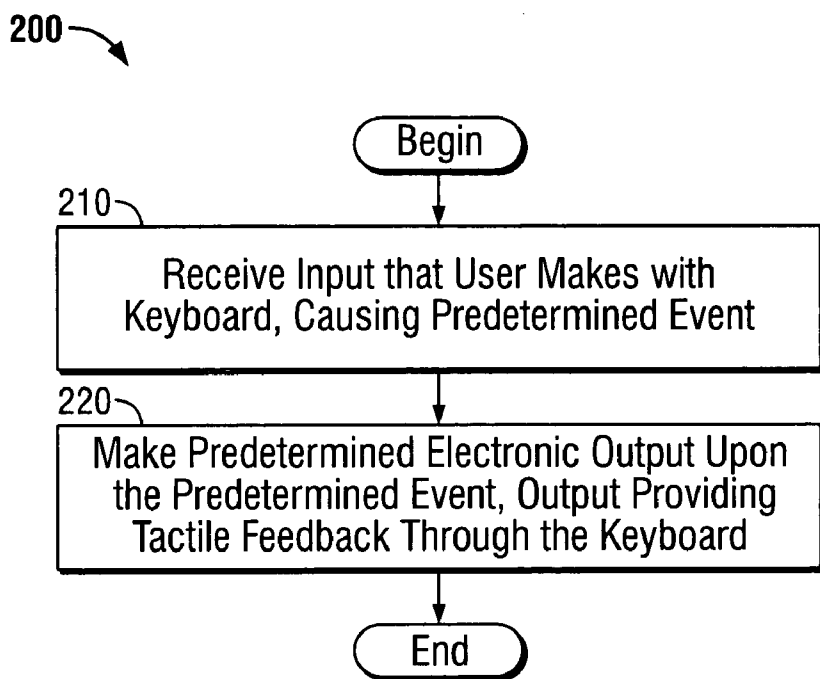 200
Begin
210
Receive Input that User Makes with
Keyboard, Causing Predetermined Event
220
Make Predetermined Electronic Output Upon
the Predetermined Event, Output Providing
Tactile Feedback Through the Keyboard
End